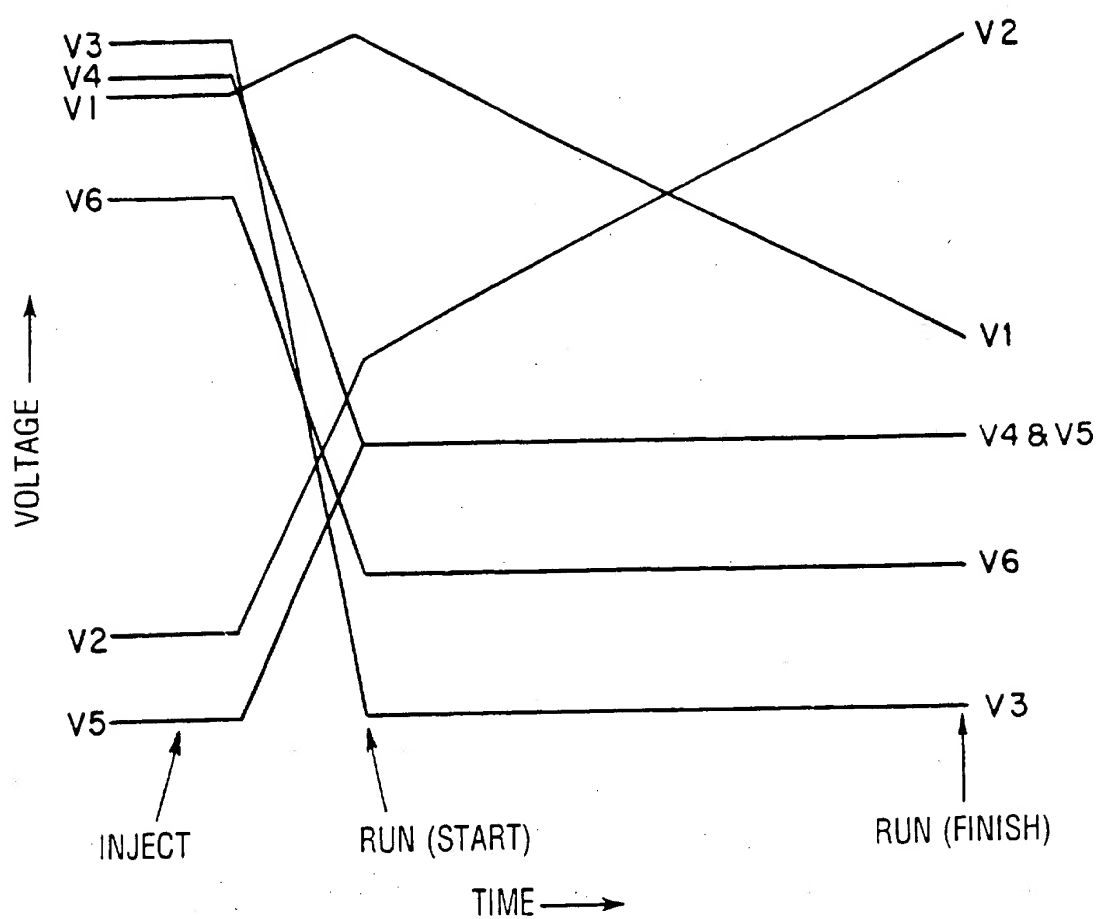 V3
V4
V1
V6
V2
V5
V2
V1
V4 & V5
V6
V3
VOLTAGE
INJECT
RUN (START)
RUN (FINISH)
TIME